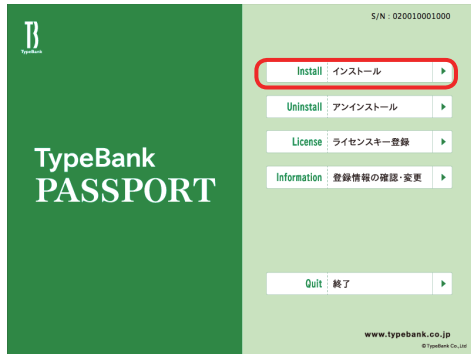 TB
TypeBank
S/N : 020010001000
Install インストール
Uninstall アンインストール
License ライセンスキー登録
TypeBank
PASSPORT
Information 登録情報の確認・変更
Quit 終了
www.typebank.co.jp
©TypeBank Co.,Ltd